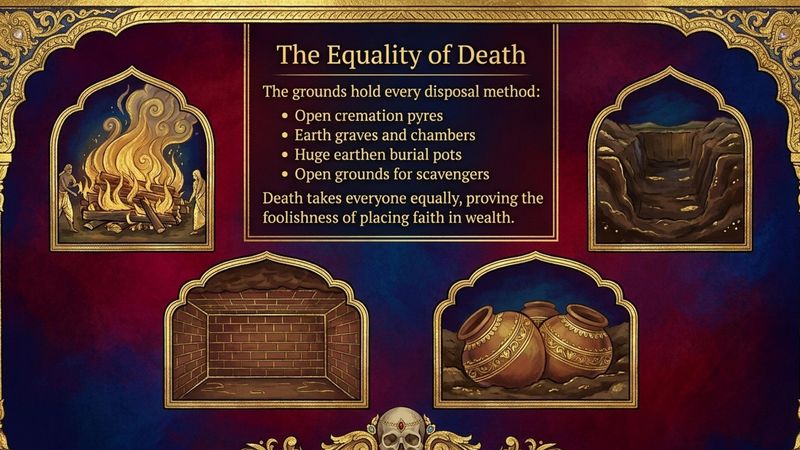 The Equality of Death
The grounds hold every disposal method:
• Open cremation pyres
• Earth graves and chambers
• Huge earthen burial pots
• Open grounds for scavengers
Death takes everyone equally, proving the
foolishness of placing faith in wealth.